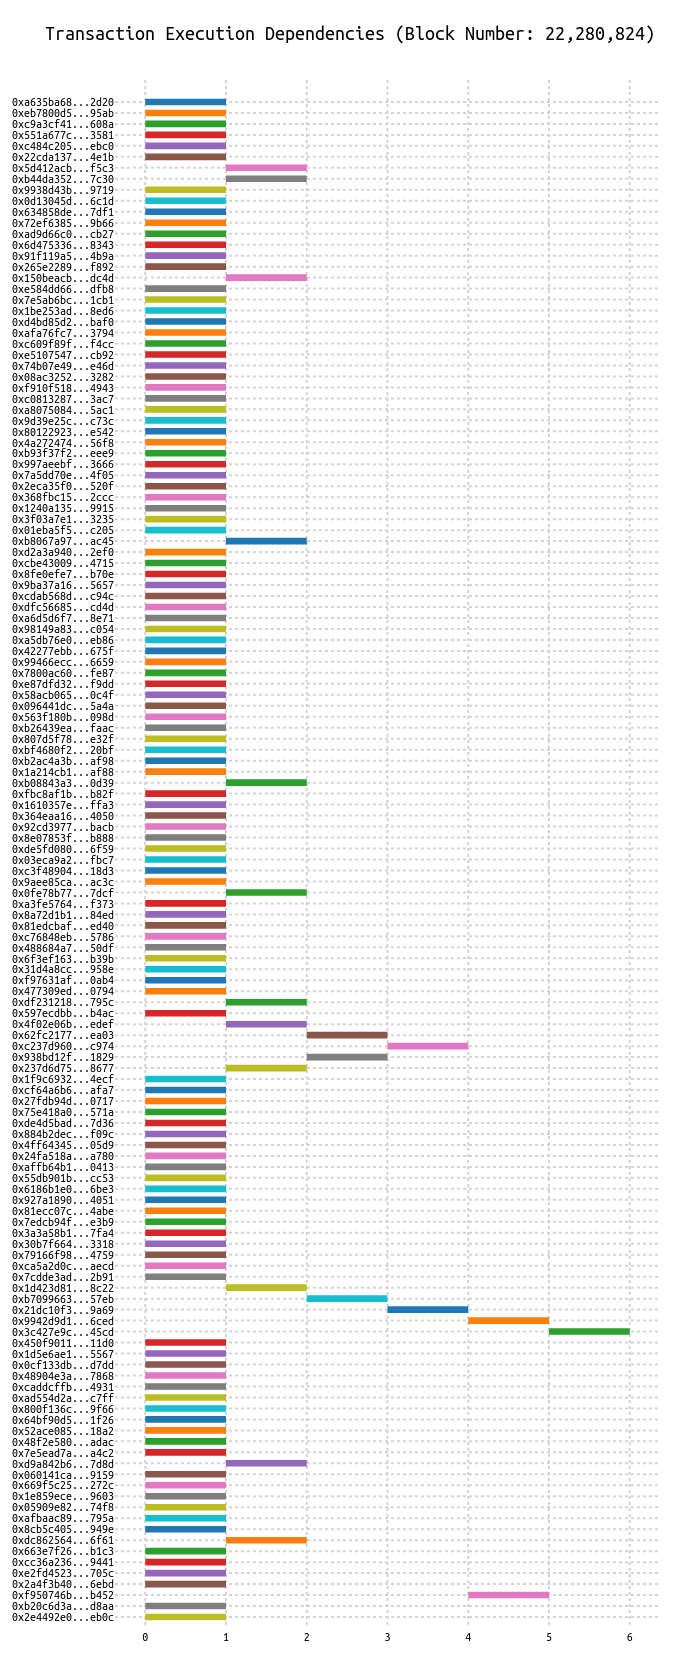 Transaction Execution Dependencies (Block Number: 22,280,824)
0xa635ba68...2d20
0xeb7800d5...95ab
0xc9a3cf41...608a
0x551a677c...3581
0xc484c205...ebc0
0x22cda137...4e1b
0x5d412acb...f5c3
0xb44da352...7c30
0x9938d43b...9719
0x0d13045d...6c1d
0x634858de...7df1
0x72ef6385...9b66
0xad9d66c0...cb27
0x6d475336...8343
0x91f119a5...4b9a
0x265e2289...f892
0x150beacb...dc4d
0xe584dd66...dfb8
0x7e5ab6bc...1cb1
0x1be253ad...8ed6
0xd4bd85d2...baf0
0xafa76fc7...3794
0xc609f89f...f4cc
0xe5107547...cb92
0x74b07e49...e46d
0x08ac3252...3282
0xf910f518...4943
0xc0813287...3ac7
0xa8075084...5ac1
0x9d39e25c...c73c
0x80122923...e542
0x4a272474...56f8
0xb93f37f2...eee9
0x997aeebf...3666
0x7a5dd70e...4f05
0x2eca35f0...520f
0x368fbc15...2ccc
0x1240a135...9915
0x3f03a7e1...3235
0x01eba5f5...c205
0xb8067a97...ac45
0xd2a3a940...2ef0
0xcbe43009...4715
0x8fe0efe7...b70e
0x9ba37a16...5657
0xcdab568d...c94c
0xdfc56685...cd4d
0xa6d5d6f7...8e71
0x98149a83...c054
0xa5db76e0...eb86
0x42277ebb...675f
0x99466ecc...6659
0x7800ac60...fe87
0xe87dfd32...f9dd
0x58acb065...0c4f
0x096441dc...5a4a
0x563f180b...098d
0xb26439ea...faac
0x807d5f78...e32f
0xbf4680f2...20bf
0xb2ac4a3b...af98
0x1a214cb1...af88
0xb08843a3...0d39
0xfbc8af1b...b82f
0x1610357e...ffa3
0x364eaa16...4050
0x92cd3977...bacb
0x8e07853f...b888
0xde5fd080...6f59
0x03eca9a2...fbc7
0xc3f48904...18d3
0x9aee85ca...ac3c
0x0fe78b77...7dcf
0xa3fe5764...f373
0x8a72d1b1...84ed
0x81edcbaf...ed40
0xc76848eb...5786
0x488684a7...50df
0x6f3ef163...b39b
0x31d4a8cc...958e
0xf97631af...0ab4
0x477309ed...0794
0xdf231218...795c
0x597ecdbb...b4ac
0x4f02e06b...edef
0x62fc2177...ea03
0xc237d960...c974
0x938bd12f...1829
0x237d6d75...8677
0x1f9c6932...4ecf
0xcf64a6b6...afa7
0x27fdb94d...0717
0x75e418a0...571a
0xde4d5bad...7d36
0x884b2dec...f09c
0x4ff64345...05d9
0x24fa518a...a780
0xaffb64b1...0413
0x55db901b...cc53
0x6186b1e0...6be3
0x927a1890...4051
0x81ecc07c...4abe
0x7edcb94f...e3b9
0x3a3a58b1...7fa4
0x30b7f664...3318
0x79166f98...4759
0xca5a2d0c...aecd
0x7cdde3ad...2b91
0x1d423d81...8c22
0xb7099663...57eb
0x21dc10f3...9a69
0x9942d9d1...6ced
0x3c427e9c...45cd
0x450f9011...11d0
0x1d5e6ae1...5567
0x0cf133db...d7dd
0x48904e3a...7868
0xcaddcffb...4931
0xad554d2a...c7ff
0x800f136c...9f66
0x64bf90d5...1f26
0x52ace085...18a2
0x48f2e580...adac
0x7e5ead7a...a4c2
0xd9a842b6...7d8d
0x060141ca...9159
0x669f5c25...272c
0x1e859ece...9603
0x05909e82...74f8
0xafbaac89...795a
0x8cb5c405...949e
0xdc862564...6f61
0x663e7f26...b1c3
0xcc36a236...9441
0xe2fd4523...705c
0x2a4f3b40...6ebd
0xf950746b...b452
0xb20c6d3a...d8aa
0x2e4492e0...eb0c
0 1 2 3 4 5 6